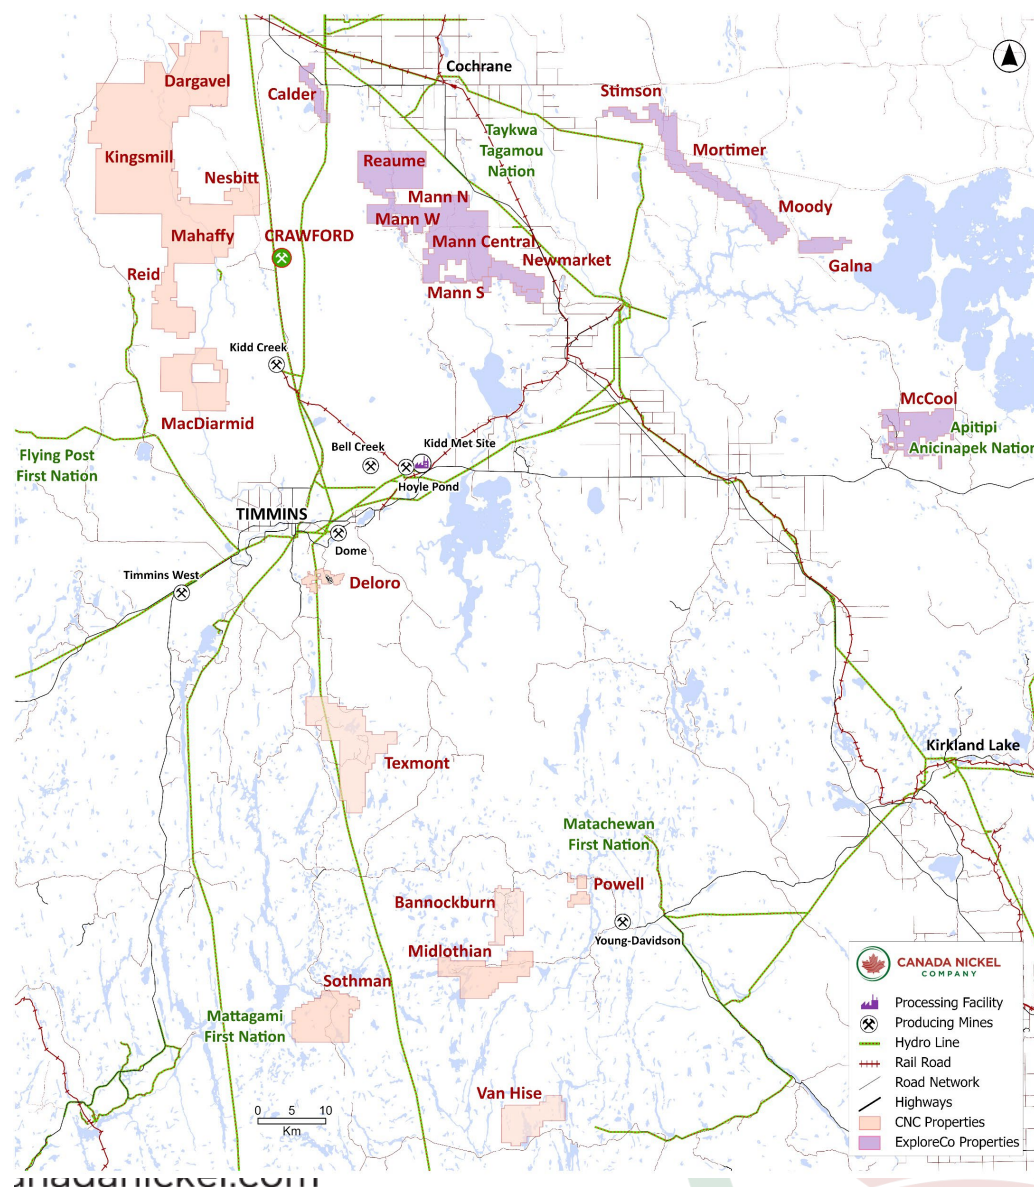 Cochrane
Dargavel
Calder
Stimson
Taykwa
Tagamou
Nation
Mortimer
Kingsmill
Reaume
Nesbitt
Mann N
Moody
Mann W
Mahaffy
CRAWFORD
Mann Central
Newmarket
Galna
Reid
Mann S
Kidd Creek
McCool
MacDiarmid
Apitipi
Anicinapek Nation
Bell Creek
Kidd Met Site
Flying Post
First Nation
Hoyle Pond
TIMMINS
Dome
Timmins West
Deloro
Kirkland Lake
Texmont
Matachewan
First Nation
Powell
Bannockburn
Young-Davidson
Midlothian
Sothman
Mattagami
First Nation
Van Hise
0 5 10
Km
CANADA NICKEL
COMPANY
Processing Facility
Producing Mines
Hydro Line
Rail Road
Road Network
Highways
CNC Properties
ExploreCo Properties
anadanickel.com